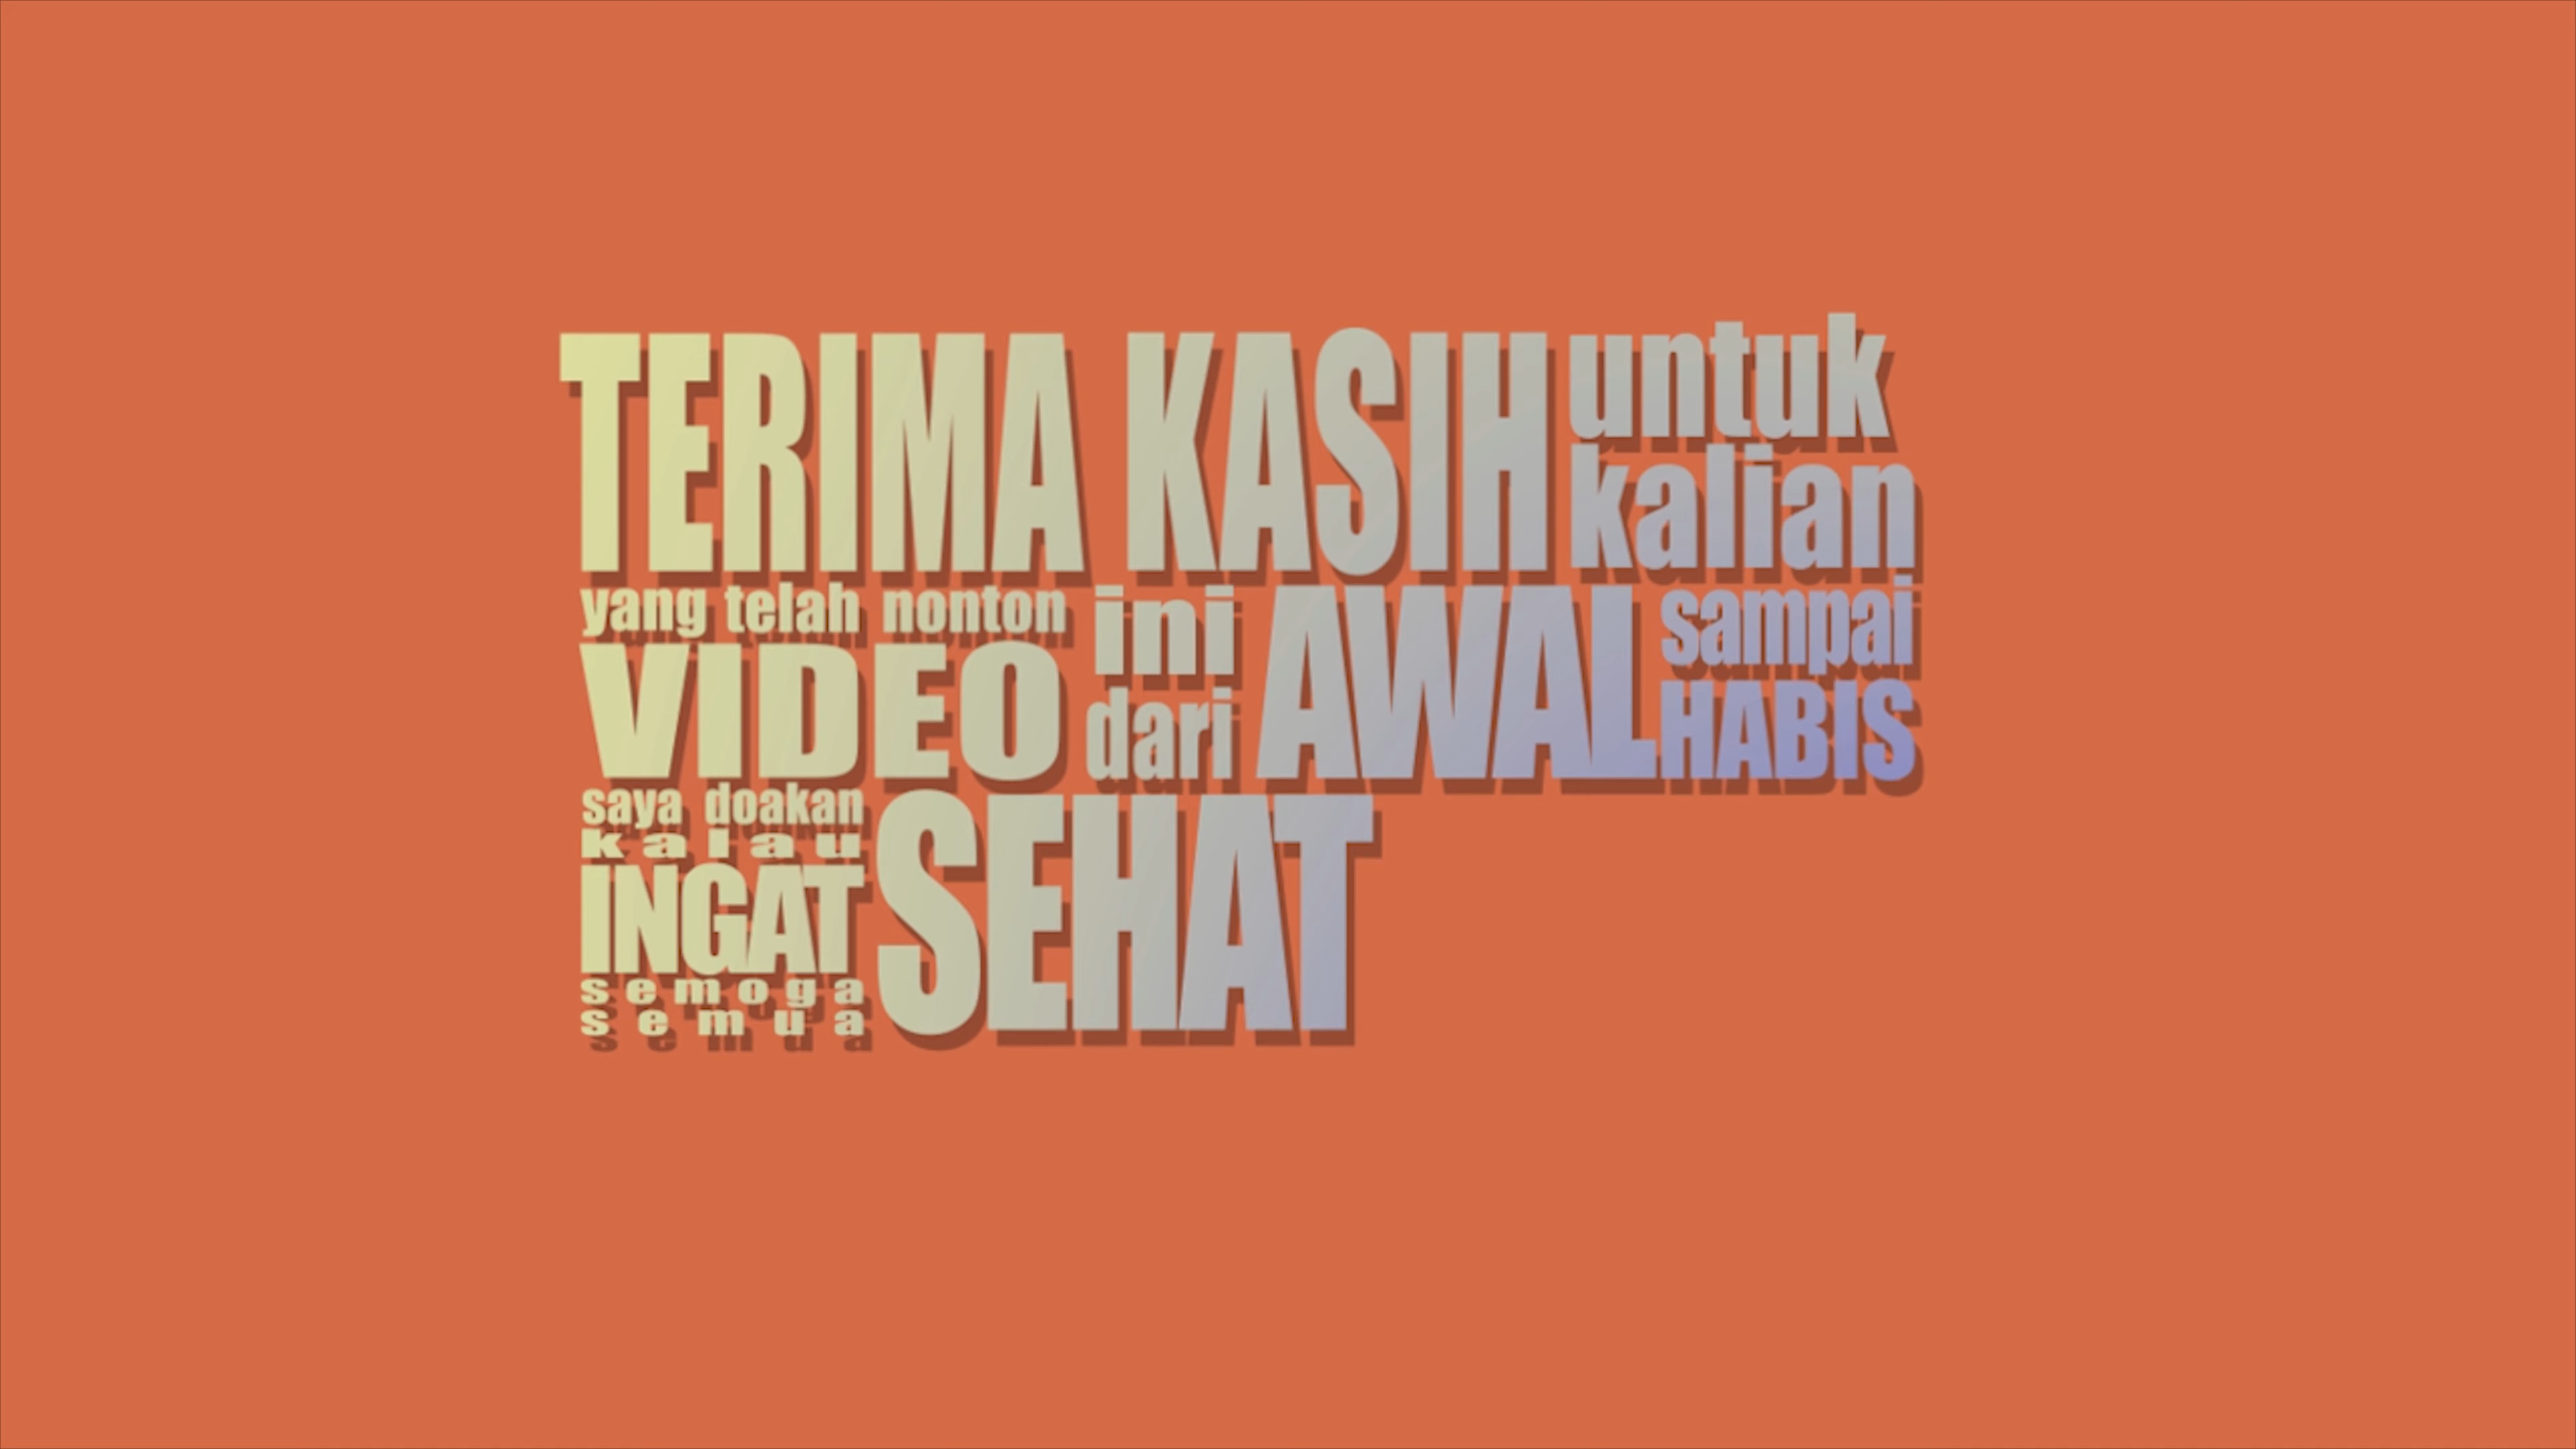 TERIMA KASIH untuk
kalian
yang telah nonton
VIDEO
ini
dari
AWAL
sampai
HABIS
saya doakan
kalau
INGAT
semoga
semua
SEHAT